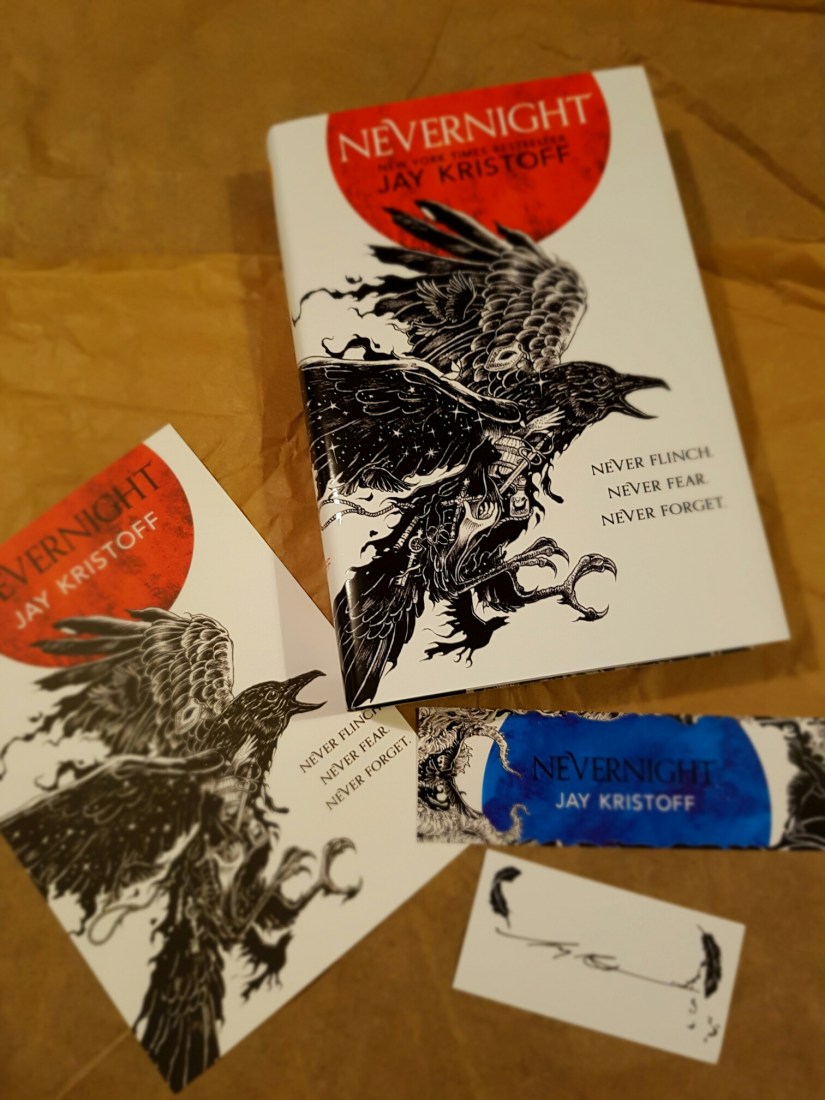 NEVERNIGHT
NEW YORK TIMES BESTSELLER
JAY KRISTOFF
NEVER FLINCH.
NEVER FEAR.
NEVER FORGET.
NEVERNIGHT
JAY KRISTOFF
NEVER FLINCH.
NEVER FEAR.
NEVER FORGET.
NEVERNIGHT
JAY KRISTOFF